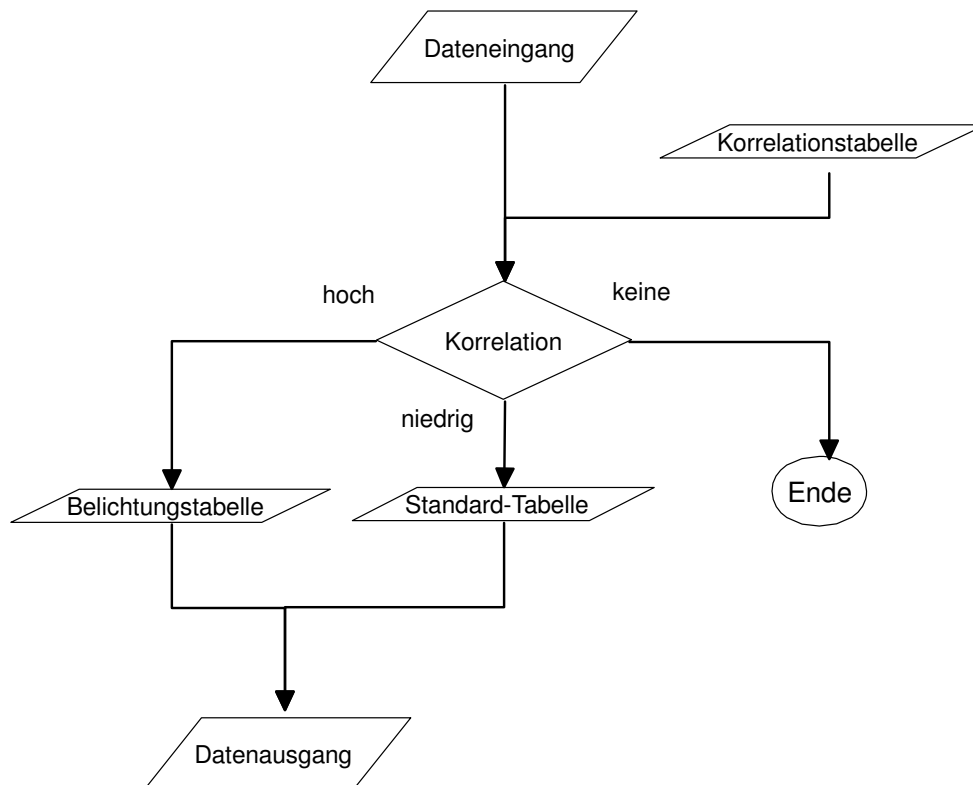 Dateneingang
Korrelationstabelle
hoch
keine
Korrelation
niedrig
Belichtungstabelle
Standard-Tabelle
Ende
Datenausgang